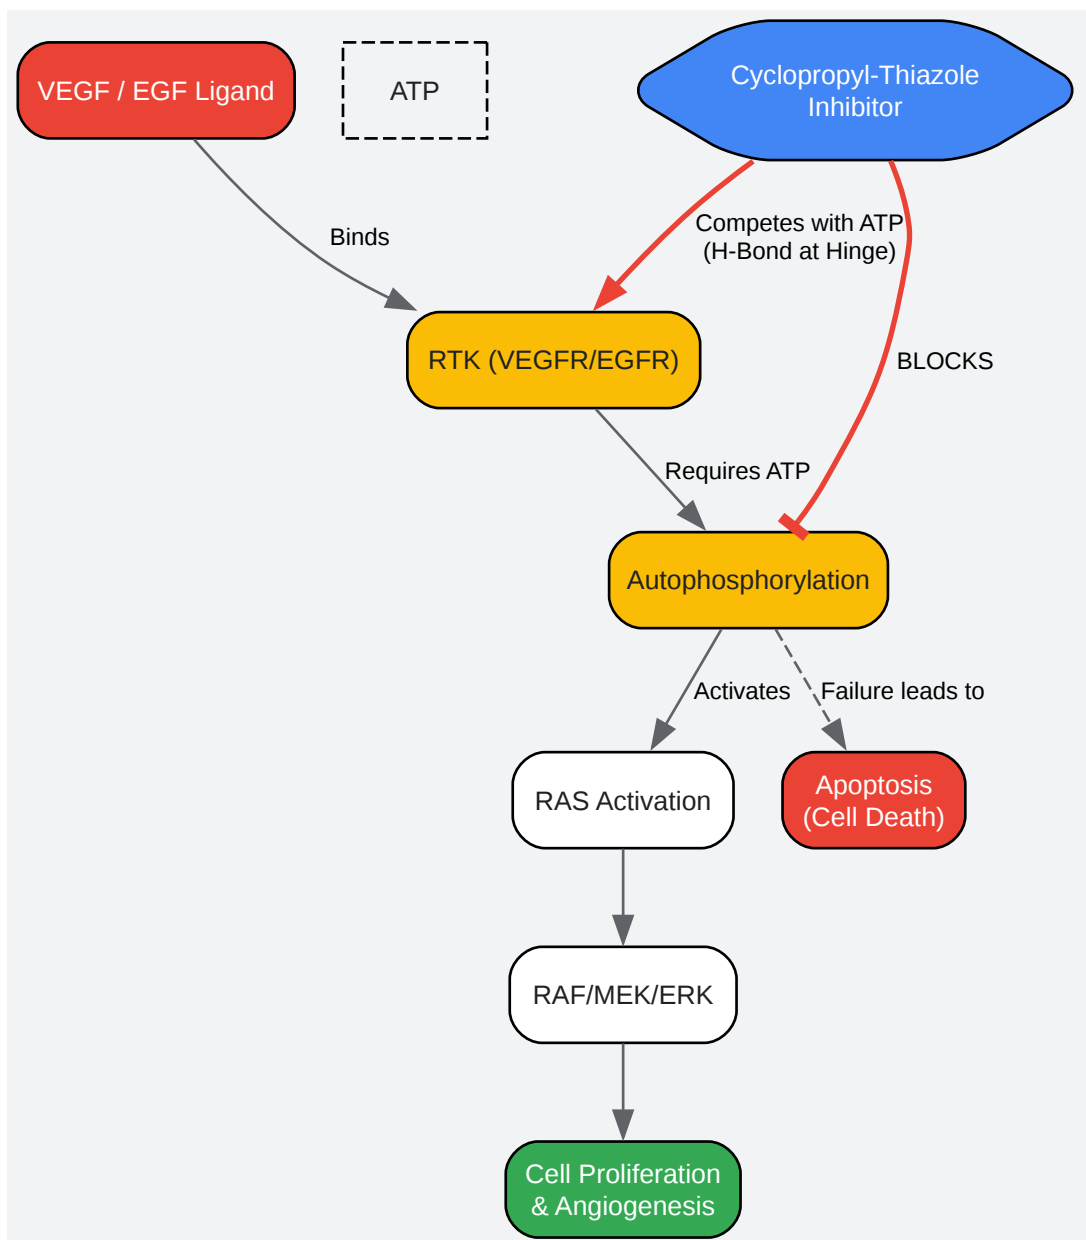 VEGF / EGF Ligand
ATP
Cyclopropyl-Thiazole
Inhibitor
Binds
Competes with ATP
(H-Bond at Hinge)
RTK (VEGFR/EGFR)
BLOCKS
Requires ATP
Autophosphorylation
Activates
Failure leads to
RAS Activation
Apoptosis
(Cell Death)
RAF/MEK/ERK
Cell Proliferation
& Angiogenesis